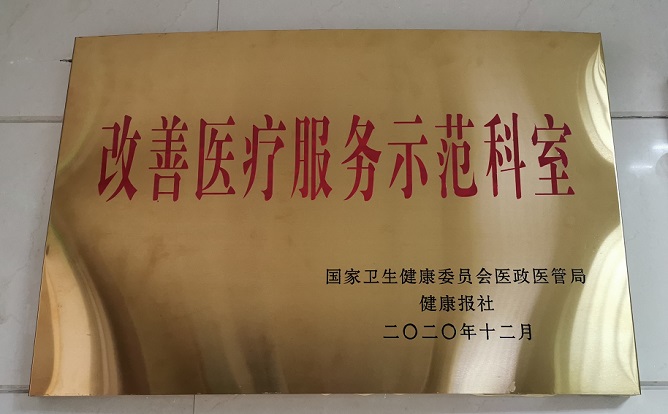 改善医疗服务示范科室
国家卫生健康委员会医政医管局
健康报社
二〇二〇年十二月